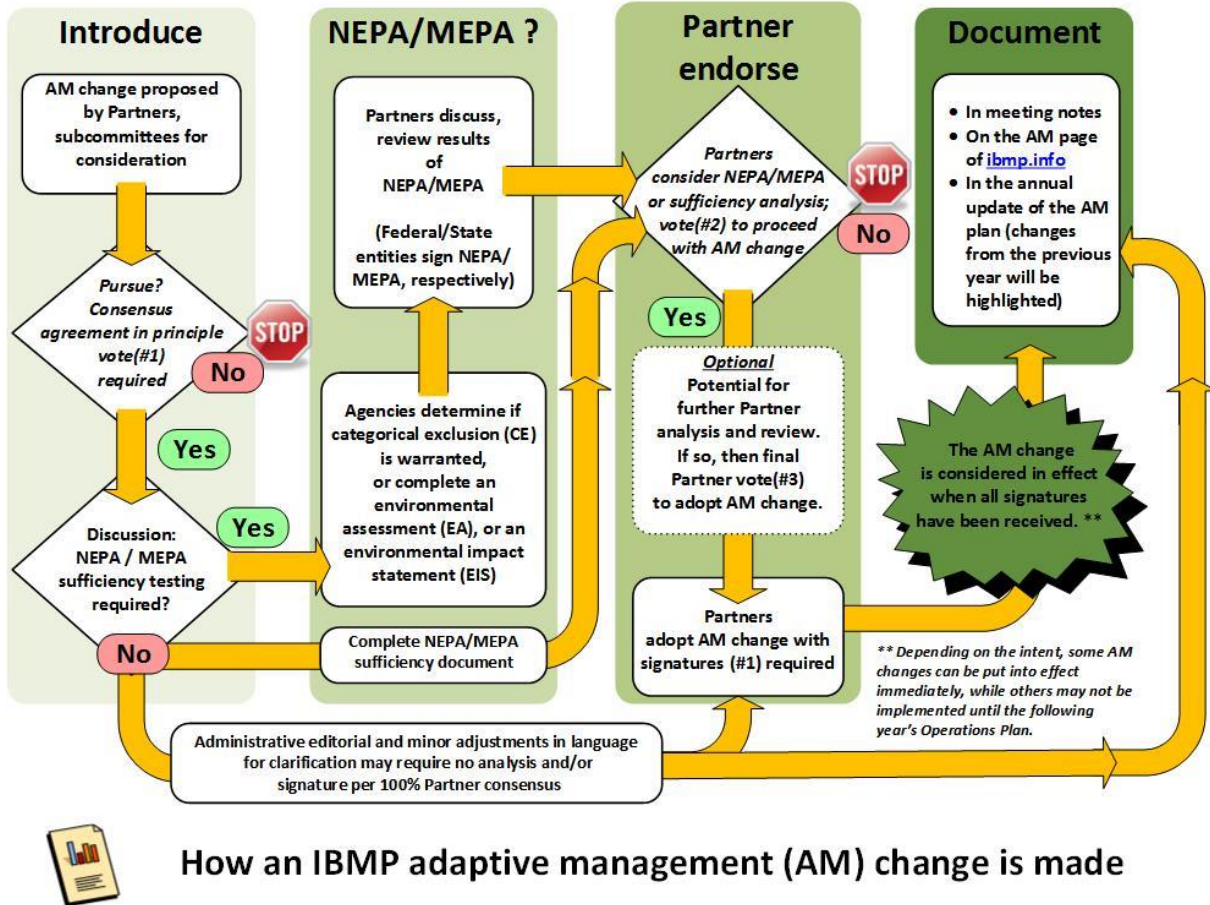 Introduce
AM change proposed
by Partners,
subcommittees for
consideration
Pursue?
Consensus
agreement in principle
vote(#1)
required
STOP
No
Yes
Discussion:
NEPA / MEPA
sufficiency testing
required?
Yes
No
NEPA/MEPA ?
Partners discuss,
review results
of
NEPA/MEPA
(Federal/State
entities sign NEPA/
MEPA, respectively)
Agencies determine if
categorical exclusion (CE)
is warranted,
or complete an
environmental
assessment (EA), or an
environmental impact
statement (EIS)
Complete NEPA/MEPA
sufficiency document
Administrative editorial and minor adjustments in language
for clarification may require no analysis and/or
signature per 100% Partner consensus
Partner
endorse
Partners
consider NEPA/MEPA
or sufficiency analysis;
vote(#2) to proceed
with AM change
STOP
No
Yes
Optional
Potential for
further Partner
analysis and review.
If so, then final
Partner vote(#3)
to adopt AM change.
Partners
adopt AM change with
signatures (#1) required
Document
• In meeting notes
• On the AM page
of ibmp.info
• In the annual
update of the AM
plan (changes
from the previous
year will be
highlighted)
The AM change
is considered in effect
when all signatures
have been received. **
** Depending on the intent, some AM
changes can be put into effect
immediately, while others may not be
implemented until the following
year's Operations Plan.
How an IBMP adaptive management (AM) change is made